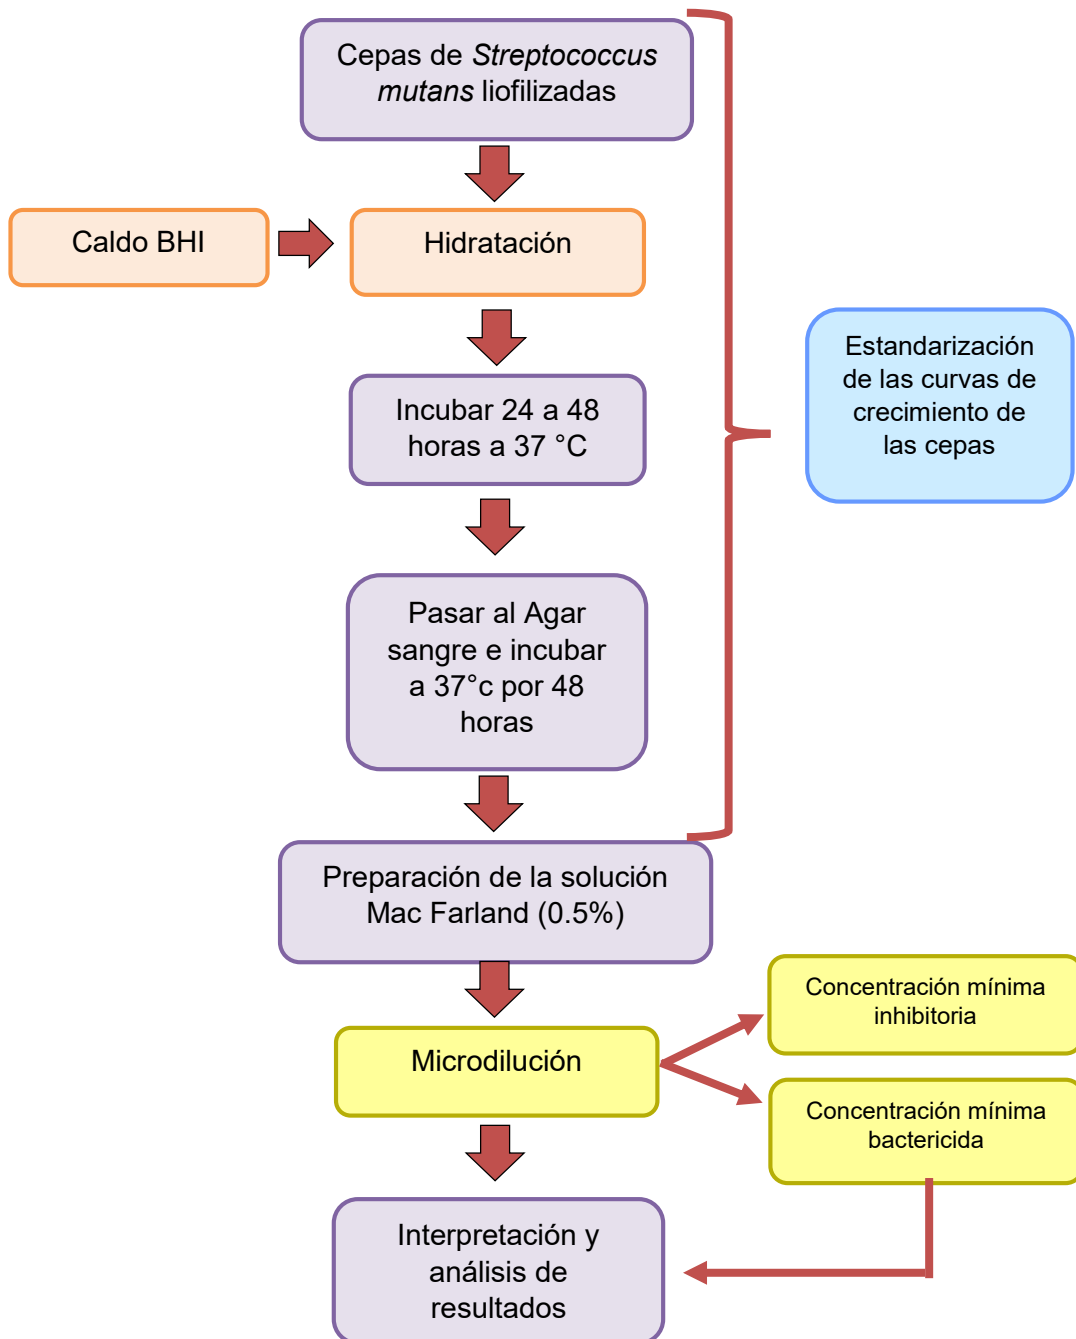 Cepas de Streptococcus
mutans liofilizadas
Caldo BHI
Hidratación
Incubar 24 a 48
horas a 37 °C
Estandarización
de las curvas de
crecimiento de
las cepas
Pasar al Agar
sangre e incubar
a 37°c por 48
horas
Preparación de la solución
Mac Farland (0.5%)
Microdilución
Concentración mínima
inhibitoria
Concentración mínima
bactericida
Interpretación y
análisis de
resultados